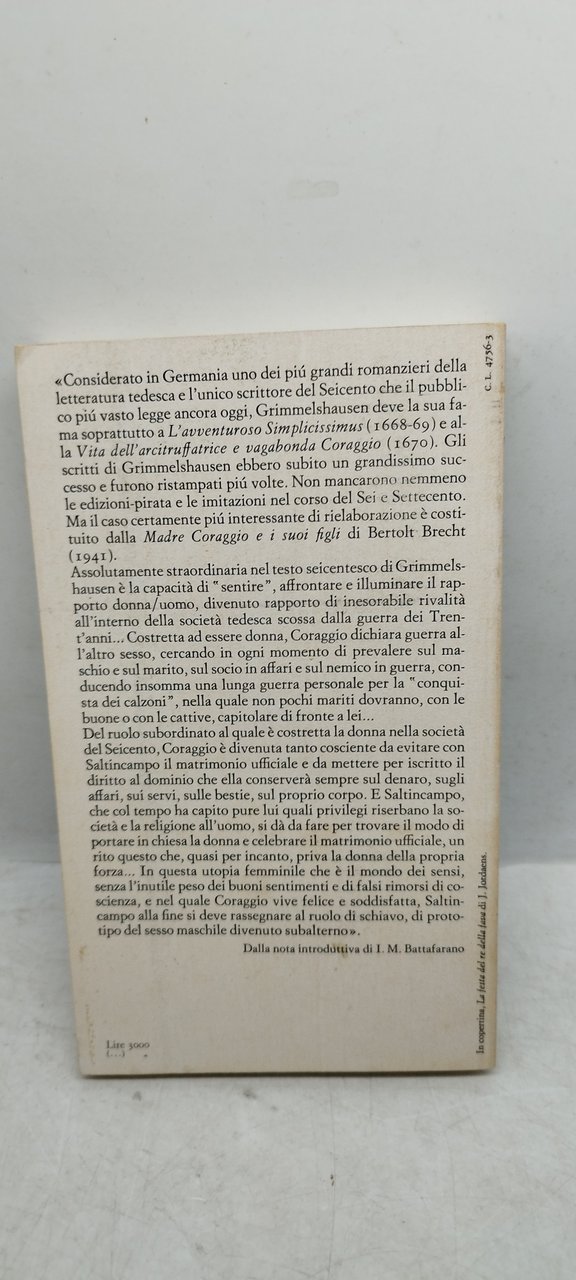 «Considerato in Germania uno dei piú grandi romanzieri della
letteratura tedesca e l'unico scrittore del Seicento che il pubbli-
co piú vasto legge ancora oggi, Grimmelshausen deve la sua fa-
ma soprattutto a L'avventuroso Simplicissimus (1668-69) e al-
la Vita dell'arcitruffatrice e vagabonda Coraggio (1670). Gli
scritti di Grimmelshausen ebbero subito un grandissimo suc-
cesso e furono ristampati piú volte. Non mancarono nemmeno
le edizioni-pirata e le imitazioni nel corso del Sei e Settecento.
Ma il caso certamente piú interessante di rielaborazione è costi-
tuito dalla Madre Coraggio e i suoi figli di Bertolt Brecht
(1941).
Assolutamente straordinaria nel testo seicentesco di Grimmels-
hausen è la capacità di "sentire", affrontare e illuminare il rap-
porto donna/uomo, divenuto rapporto di inesorabile rivalità
all'interno della società tedesca scossa dalla guerra dei Tren-
t'anni... Costretta ad essere donna, Coraggio dichiara guerra al-
l'altro sesso, cercando in ogni momento di prevalere sul ma-
schio e sul marito, sul socio in affari e sul nemico in guerra, con-
ducendo insomma una lunga guerra personale per la "conqui-
sta dei calzoni", nella quale non pochi mariti dovranno, con le
buone o con le cattive, capitolare di fronte a lei...
Del ruolo subordinato al quale è costretta la donna nella società
del Seicento, Coraggio è divenuta tanto cosciente da evitare con
Saltincampo il matrimonio ufficiale e da mettere per iscritto il
diritto al dominio che ella conserverà sempre sul denaro, sugli
affari, sui servi, sulle bestie, sul proprio corpo. E Saltincampo,
che col tempo ha capito pure lui quali privilegi riserbano la so-
cietà e la religione all'uomo, si dà da fare per trovare il modo di
portare in chiesa la donna e celebrare il matrimonio ufficiale, un
rito questo che, quasi per incanto, priva la donna della propria
forza... In questa utopia femminile che è il mondo dei sensi,
senza l'inutile peso dei buoni sentimenti e di falsi rimorsi di co-
scienza, e nel quale Coraggio vive felice e soddisfatta, Saltin-
campo alla fine si deve rassegnare al ruolo di schiavo, di proto-
tipo del sesso maschile divenuto subalterno».
Dalla nota introduttiva di I. M. Battafarano
Lire 3000
(...)
C. L. 4756-3
In copertina, La festa del re della fava di J. Jordaens.